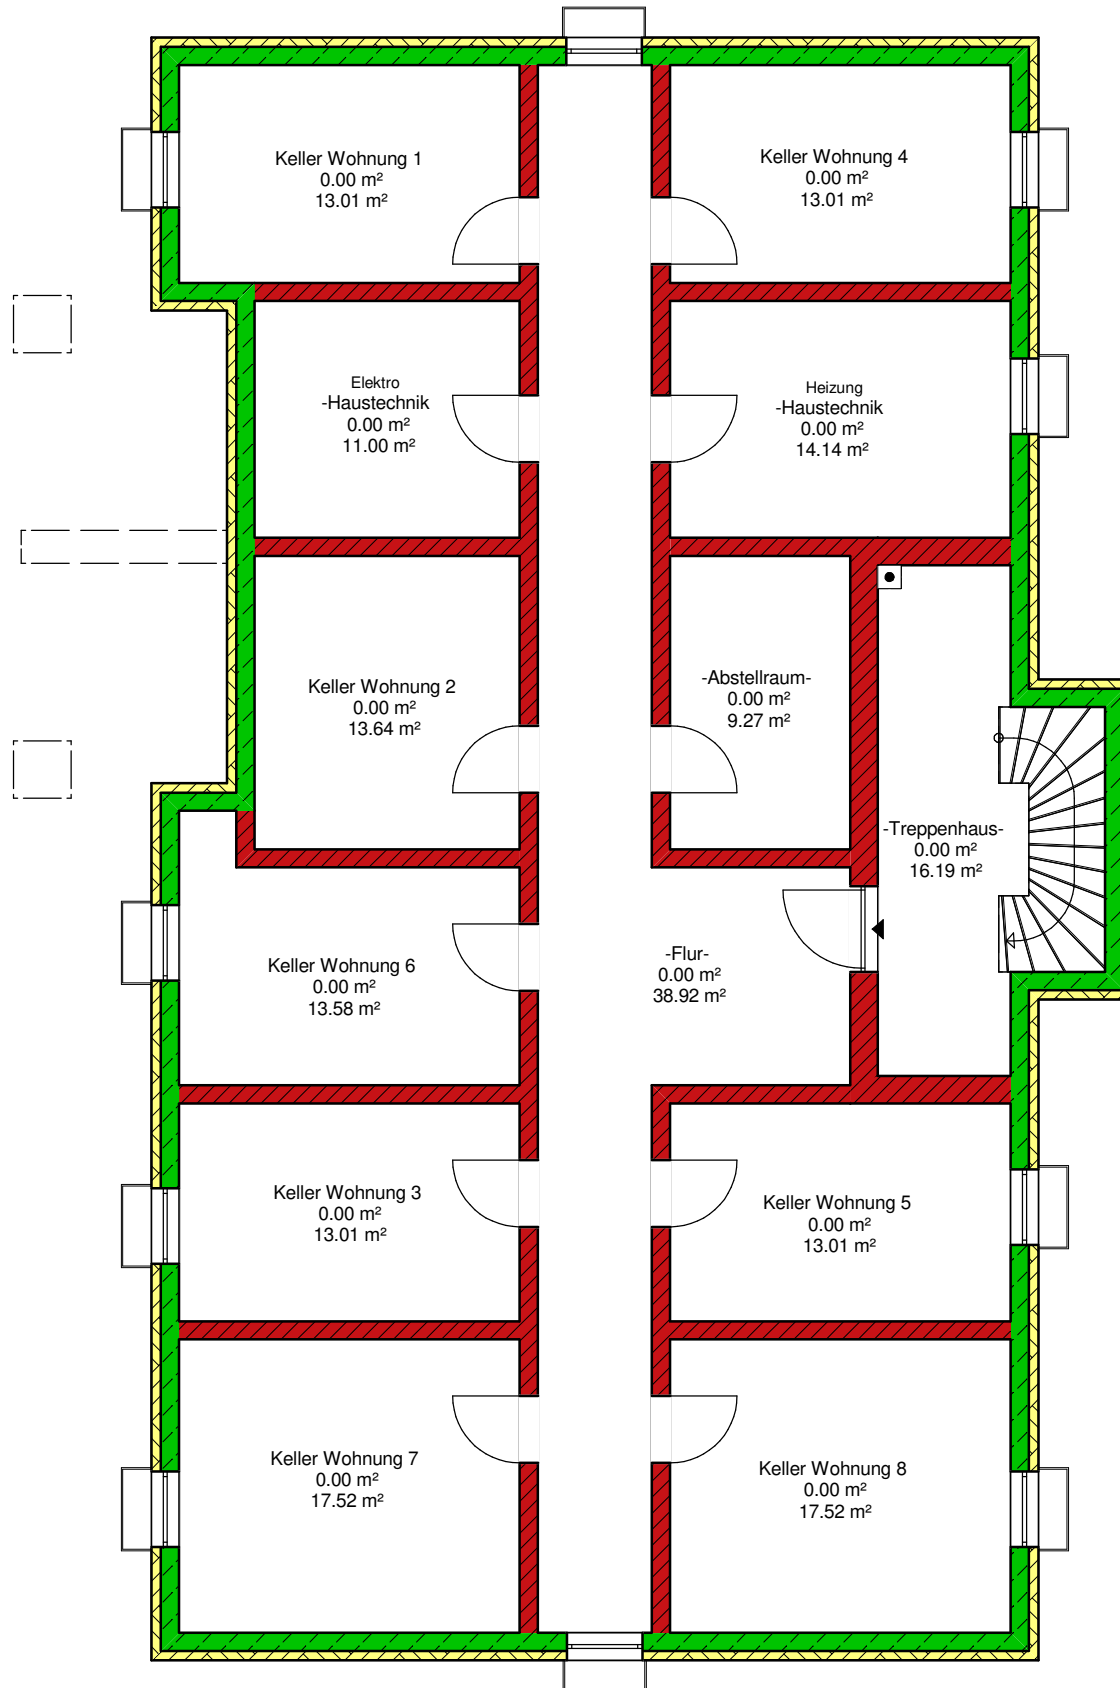 Keller Wohnung 1
0.00 m²
13.01 m²
Keller Wohnung 4
0.00 m²
13.01 m²
Elektro
-Haustechnik
0.00 m²
11.00 m²
Heizung
-Haustechnik
0.00 m²
14.14 m²
Keller Wohnung 2
0.00 m²
13.64 m²
-Abstellraum-
0.00 m²
9.27 m²
-Treppenhaus-
0.00 m²
16.19 m²
Keller Wohnung 6
0.00 m²
13.58 m²
-Flur-
0.00 m²
38.92 m²
Keller Wohnung 3
0.00 m²
13.01 m²
Keller Wohnung 5
0.00 m²
13.01 m²
Keller Wohnung 7
0.00 m²
17.52 m²
Keller Wohnung 8
0.00 m²
17.52 m²